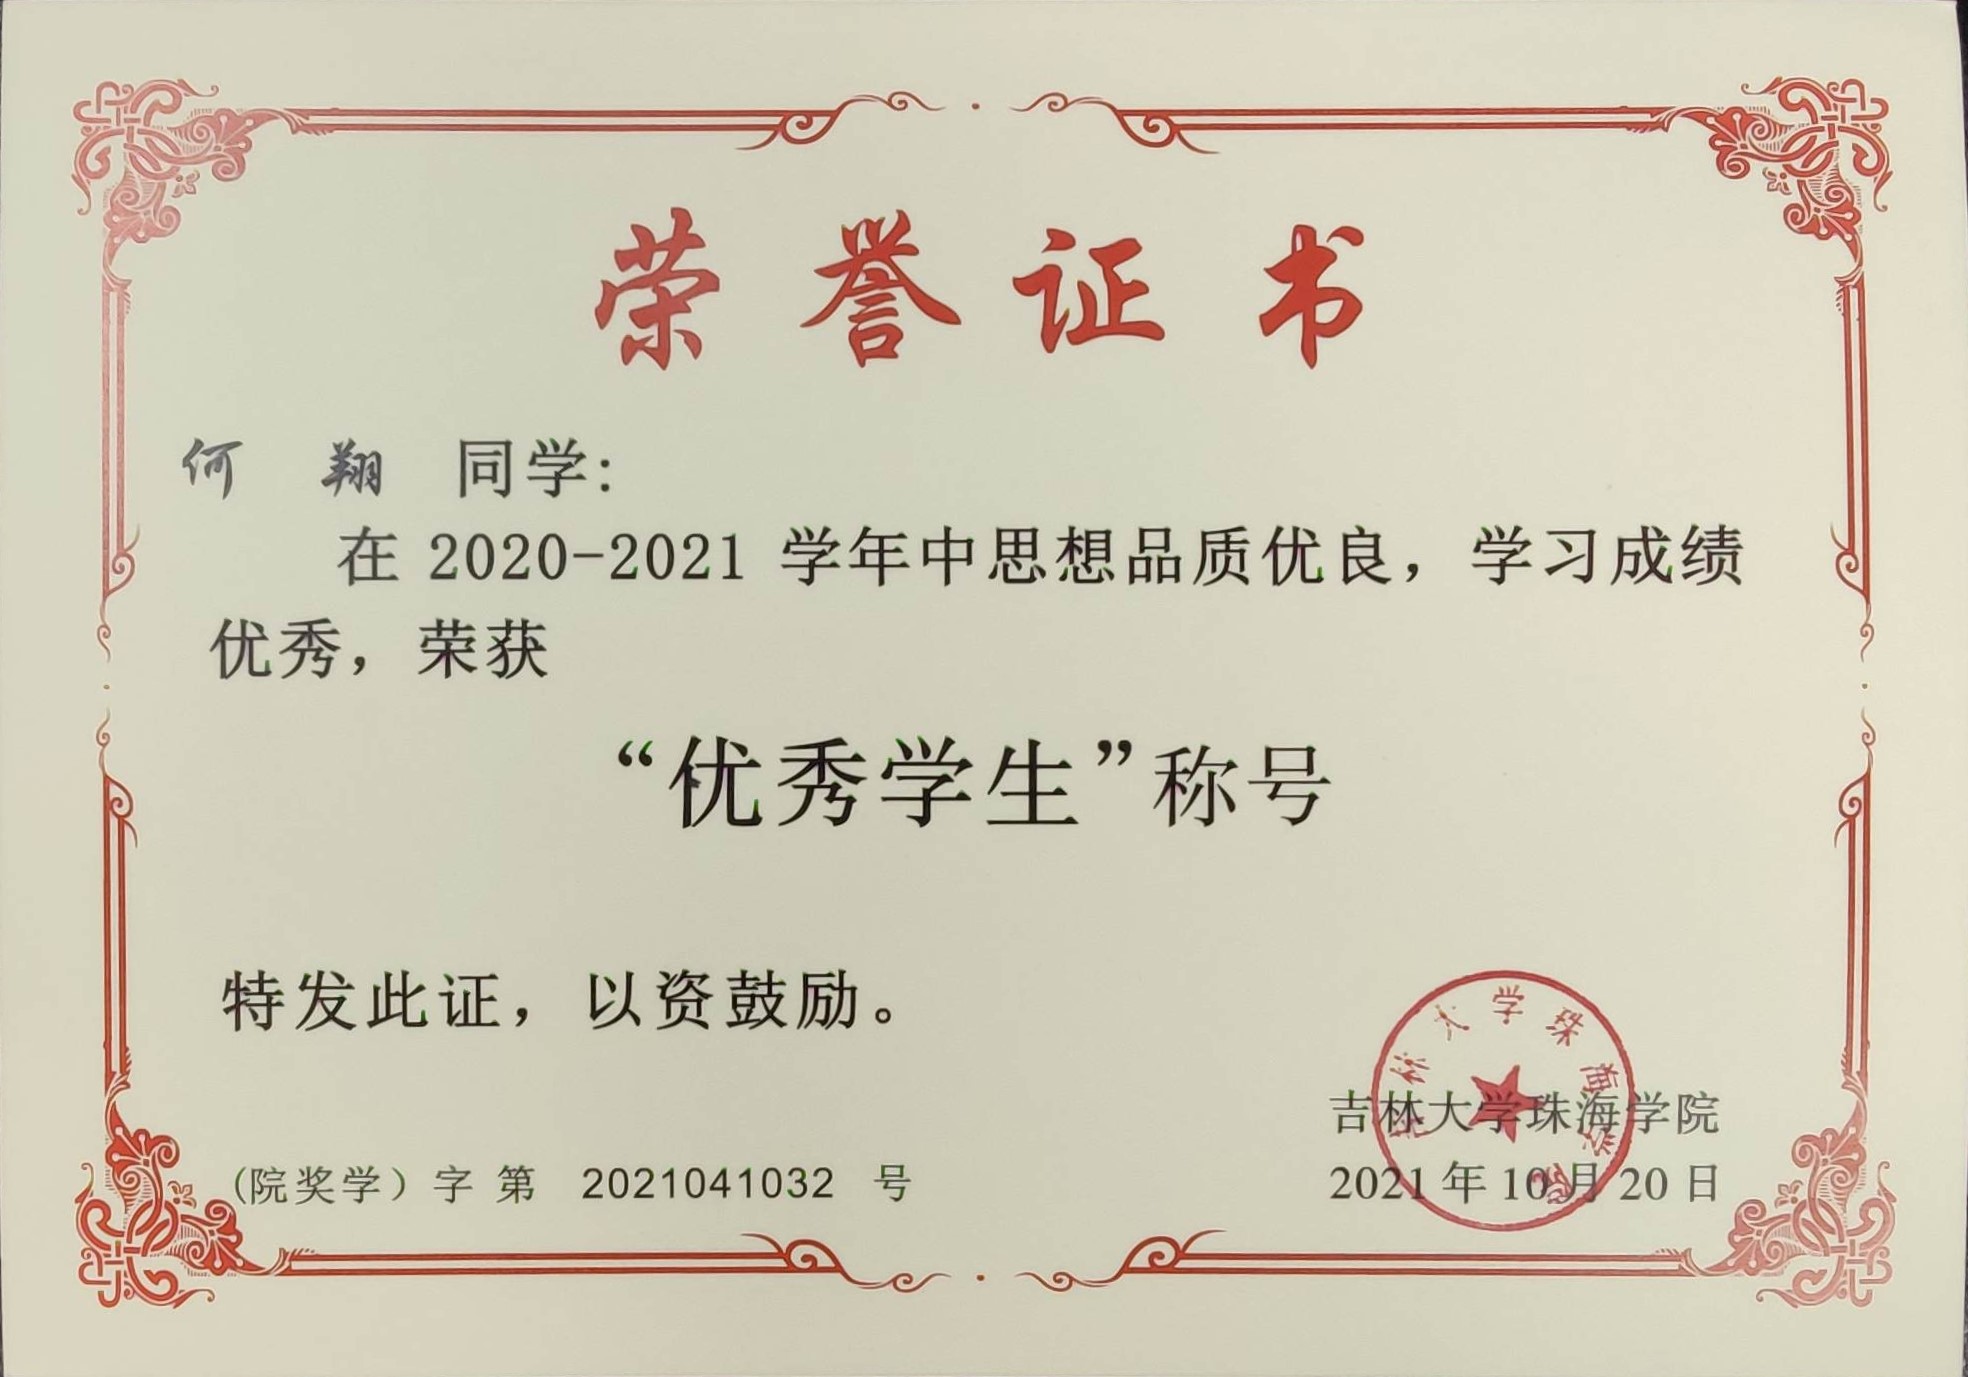 荣誉证书
何 翔 同学:
在 2020-2021 学年中思想品质优良，学习成绩
优秀，荣获
“优秀学生”称号
特发此证，以资鼓励。
吉林大学珠海学院
吉林大学珠海学院
(院奖学）字 第 2021041032 号
2021 年 10 月 20 日